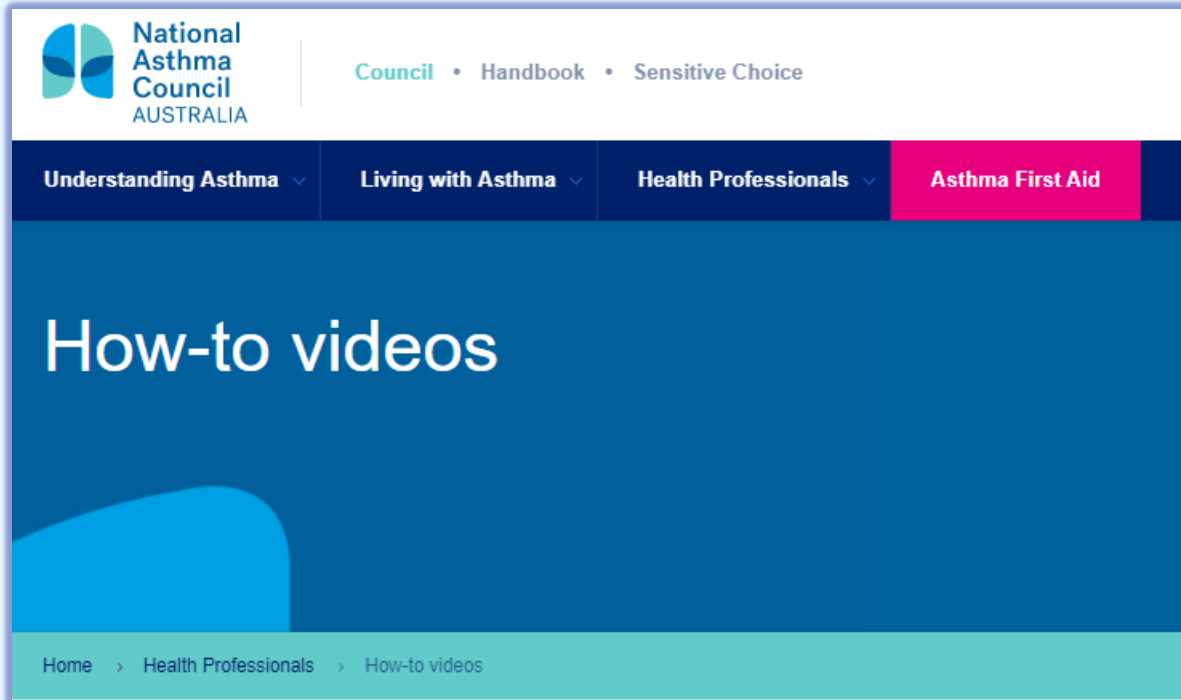 National
Asthma
Council
AUSTRALIA
Council • Handbook • Sensitive Choice
Understanding Asthma Living with Asthma Health Professionals Asthma First Aid
How-to videos
Home › Health Professionals › How-to videos